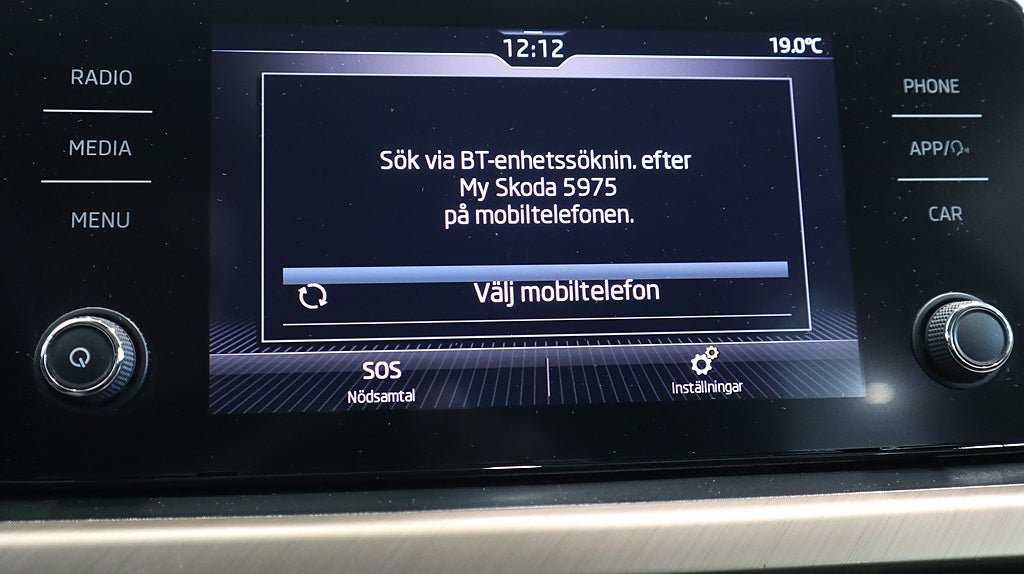 12:12
19.0°C
RADIO
MEDIA
MENU
Sök via BT-enhetssöknin. efter
My Skoda 5975
på mobiltelefonen.
Välj mobiltelefon
SOS
Nödsamtal
Inställningar
PHONE
APP/
CAR